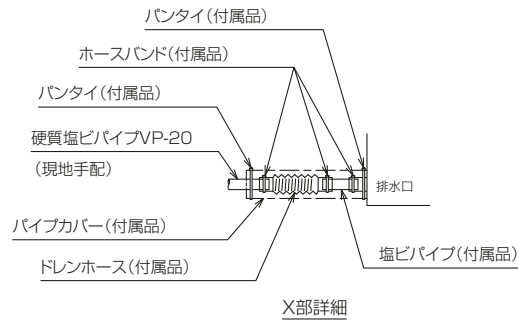 パンタイ(付属品)
ホースバンド(付属品)
パンタイ(付属品)
硬質塩ビパイプVP-20
(現地手配)
排水口
パイプカバー(付属品)
塩ビパイプ(付属品)
ドレンホース(付属品)
X部詳細